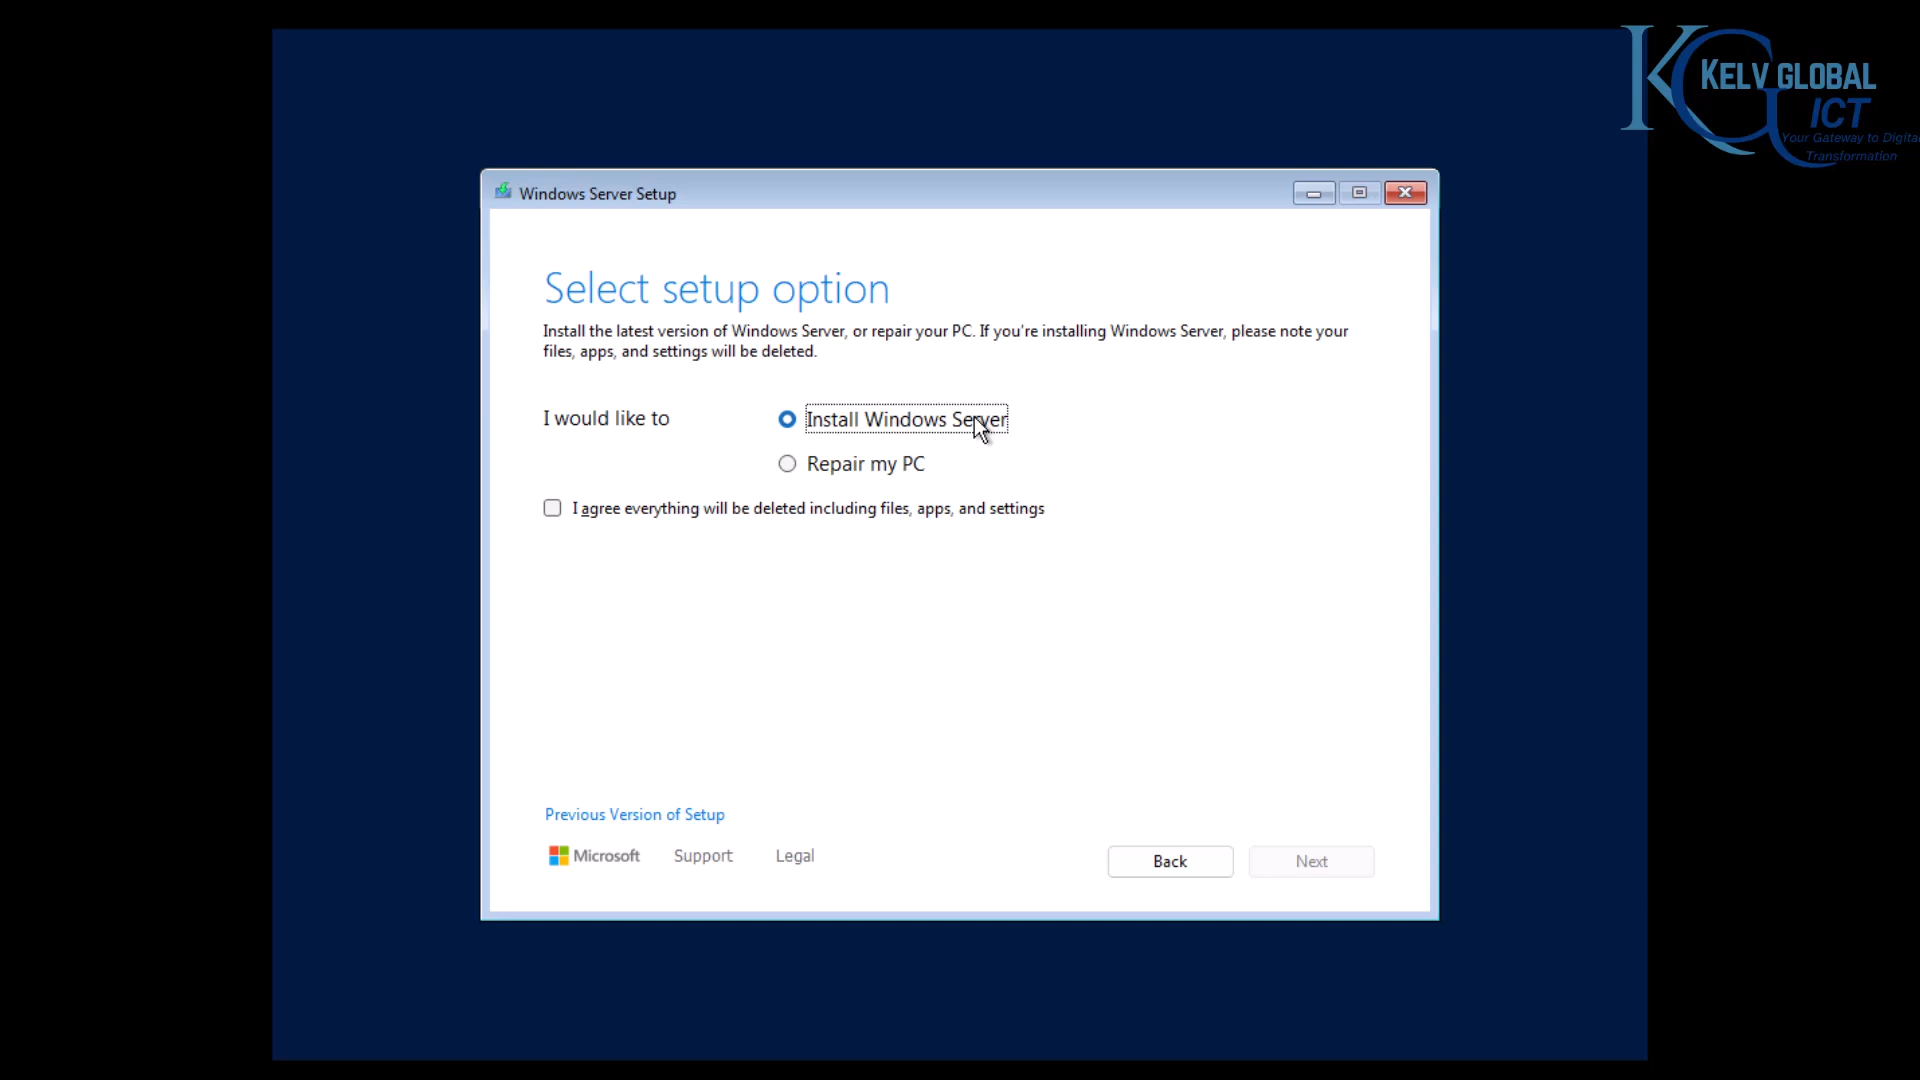 KELV GLOBAL
ICT
Your Gateway to Digital
Transformation
Windows Server Setup
Select setup option
Install the latest version of Windows Server, or repair your PC. If you're installing Windows Server, please note your
files, apps, and settings will be deleted.
I would like to
Install Windows Server
Repair my PC
I agree everything will be deleted including files, apps, and settings
Previous Version of Setup
Microsoft Support Legal
Back Next